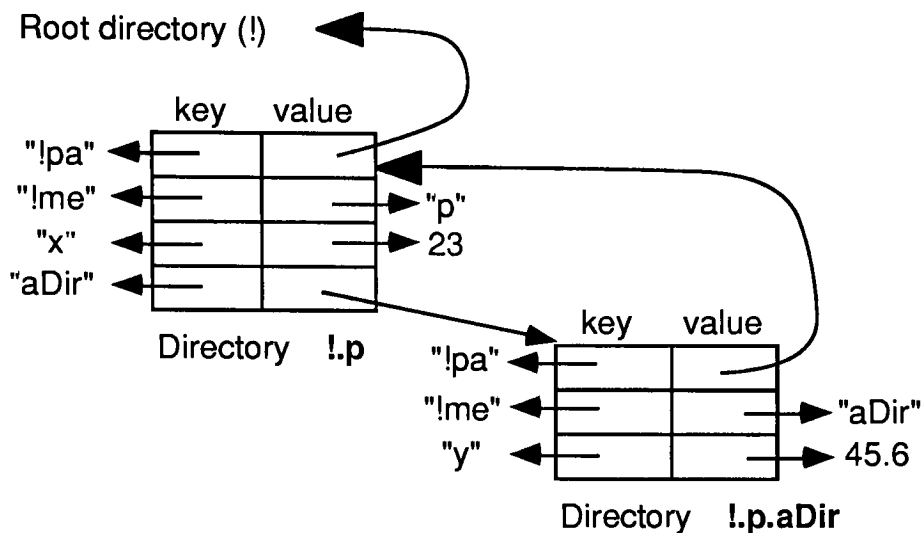 Root directory (!)
key value
"!pa"
"!me" "p"
"x" 23
"aDir"
Directory !.p
key value
"!pa"
"!me" "aDir"
"y" 45.6
Directory !.p.aDir